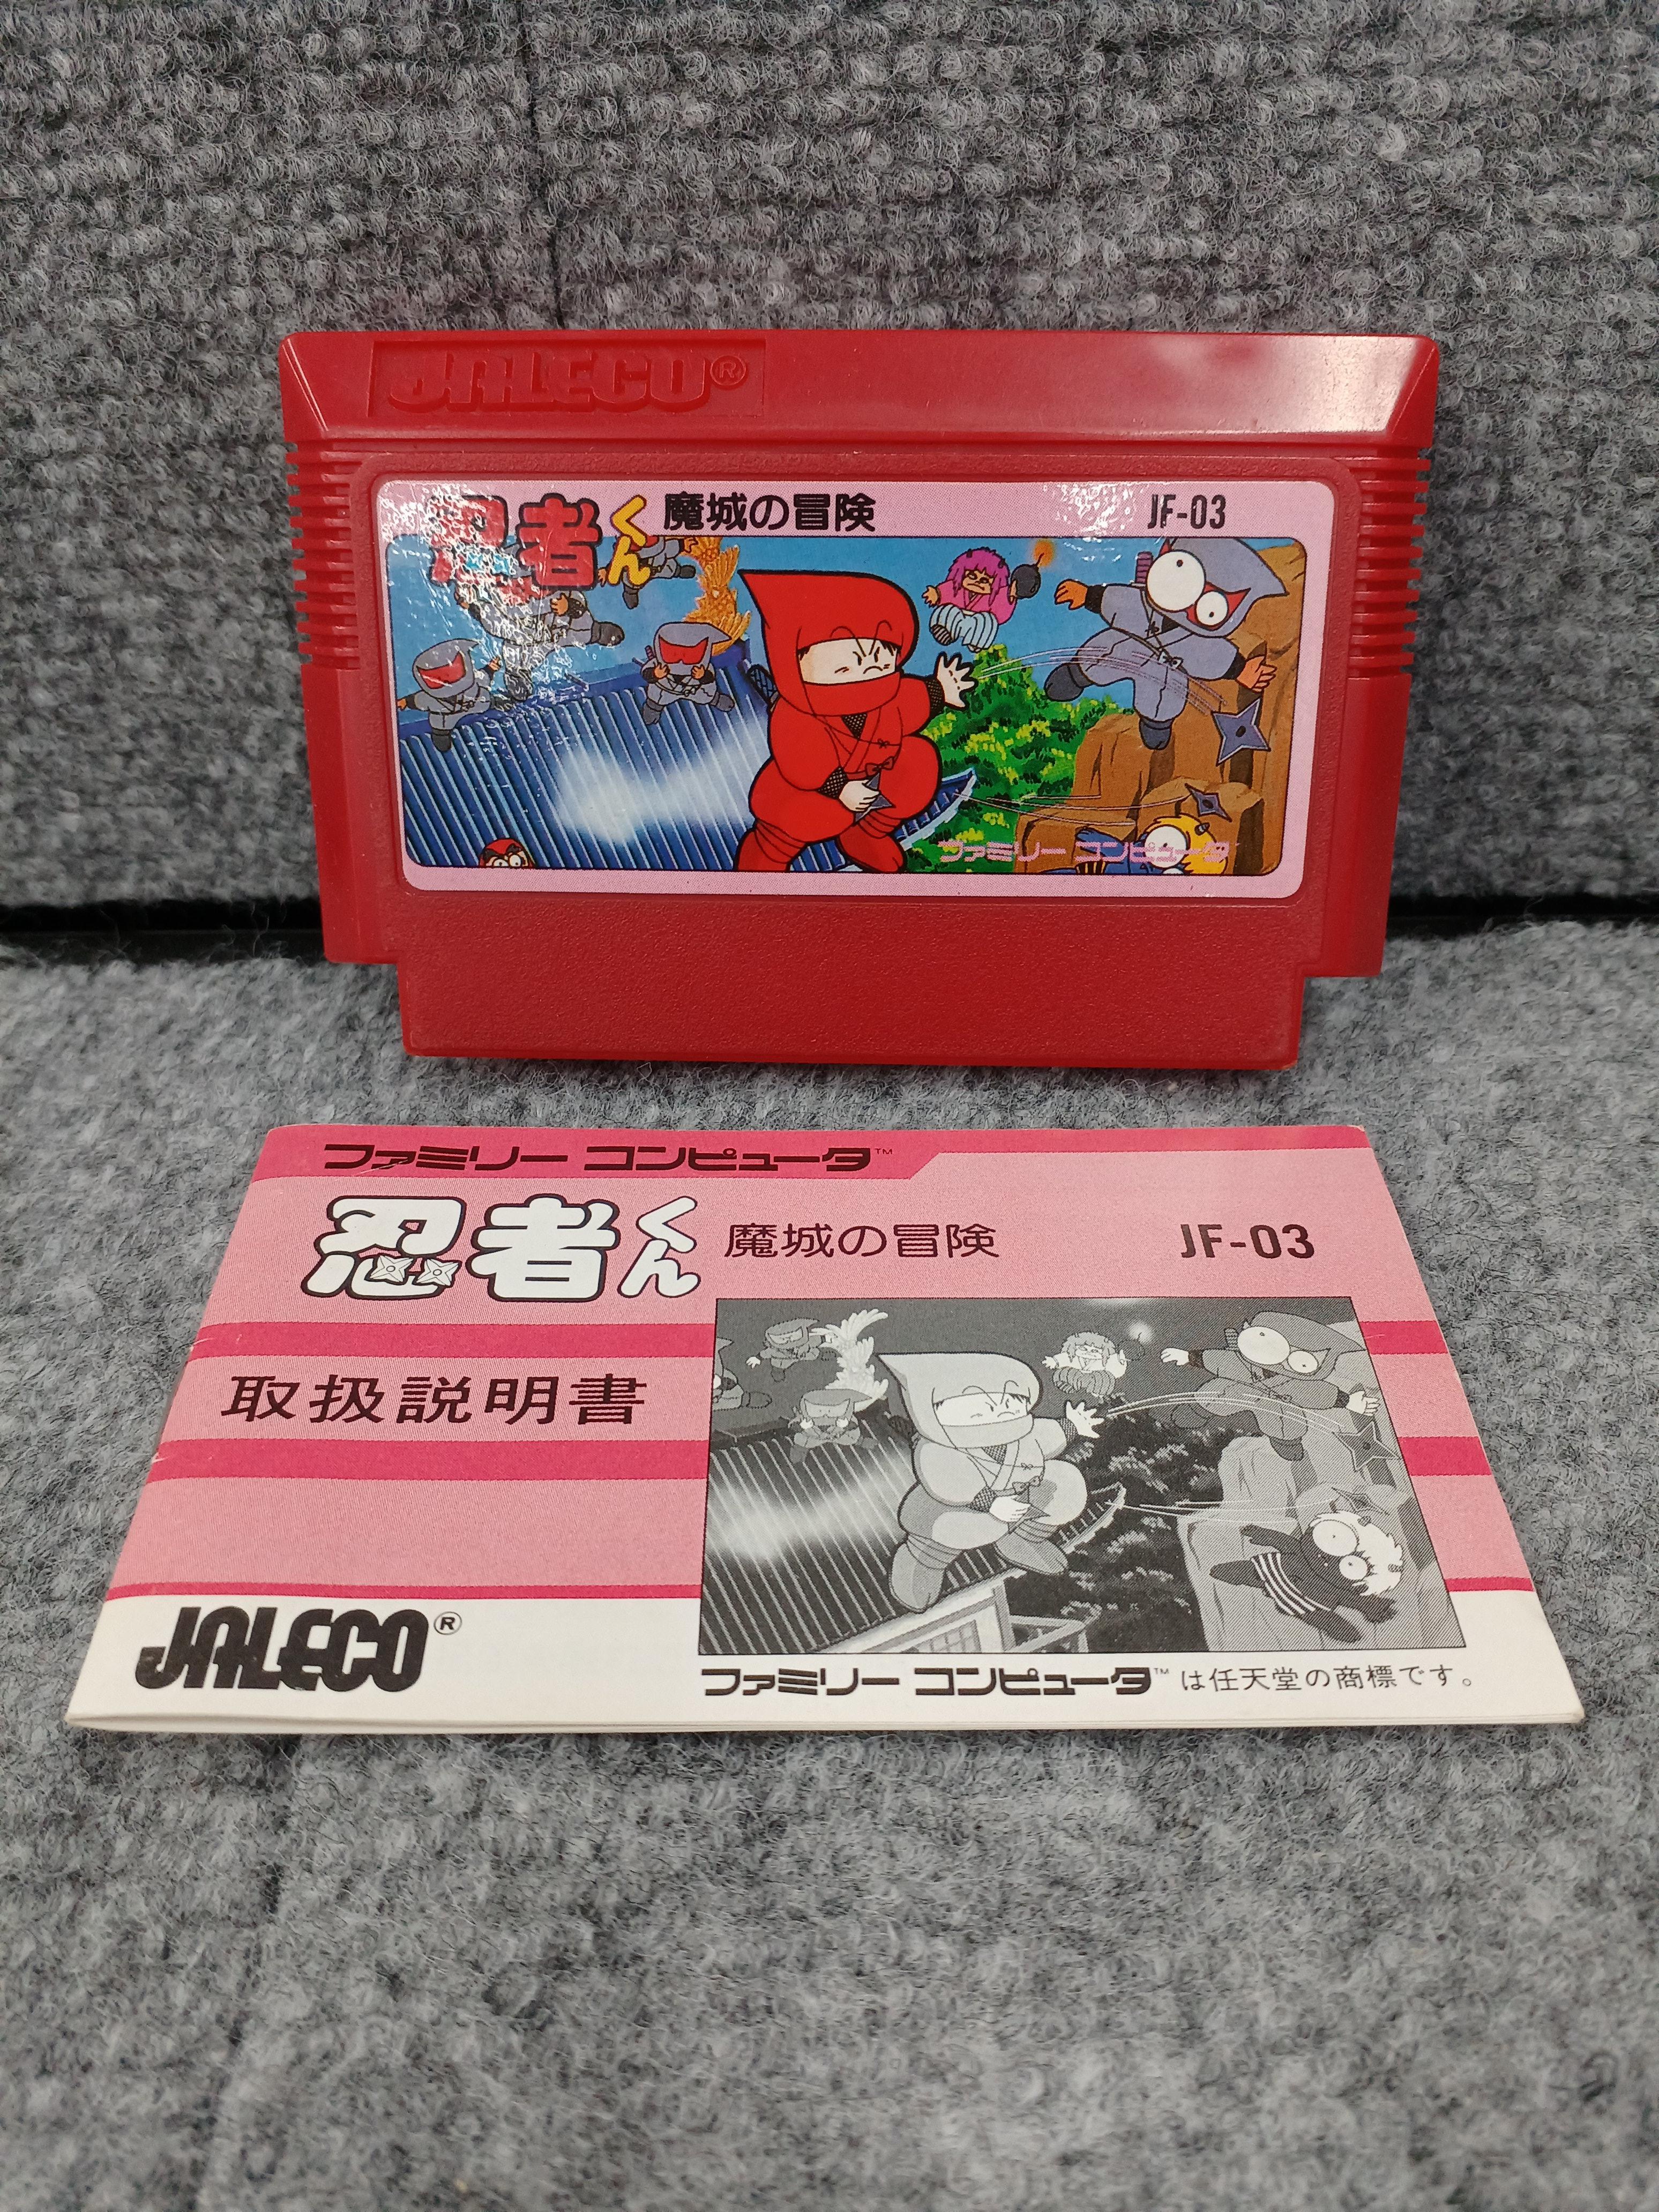 JALECO®
忍者くん 魔城の冒険 JF-03
ファミリー コンピュータ
ファミリー コンピュータ™
忍者くん 魔城の冒険 JF-03
取扱説明書
JALECO®
ファミリー コンピュータ™は任天堂の商標です。